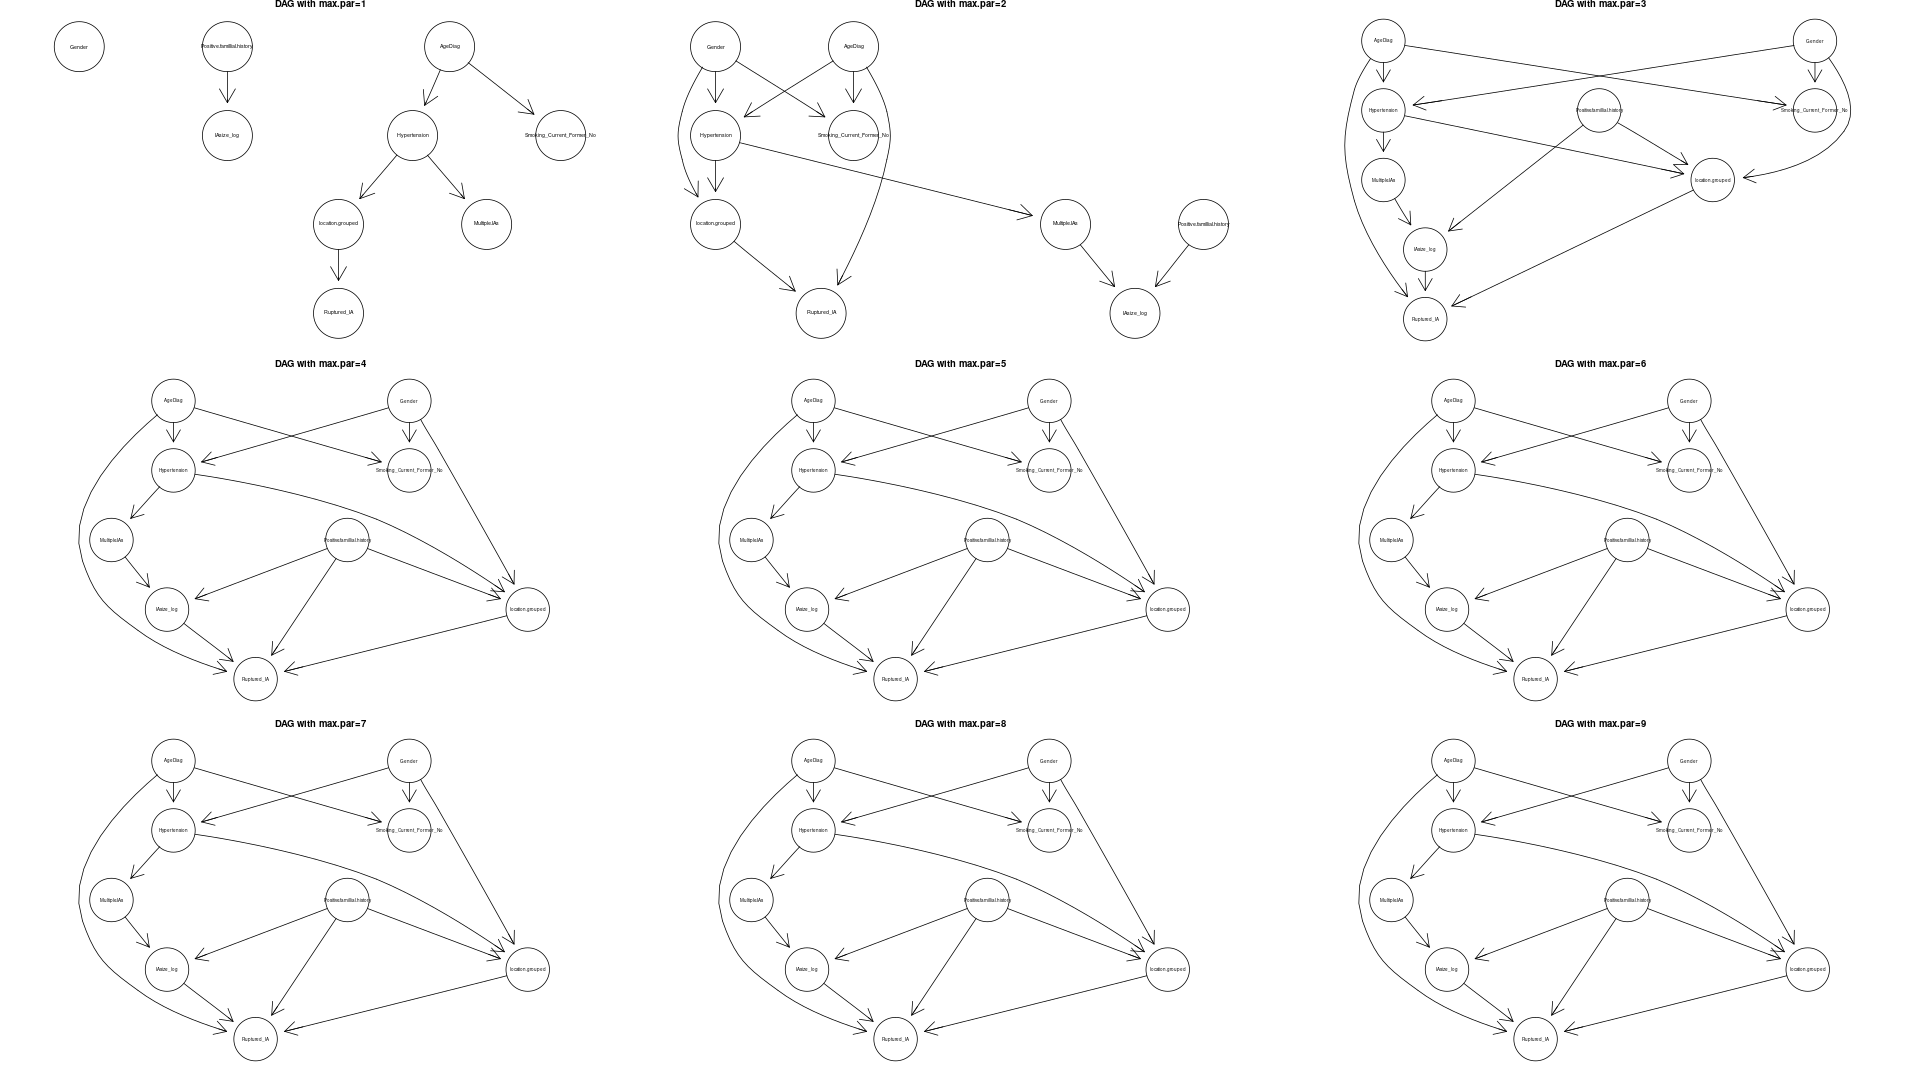 DAG with max.par=1
Gender
Positive.familial.history
AgeDiag
IAsize_log
Hypertension
Smoking_Current_Former_No
location.grouped
MultipleIAs
Ruptured_IA
DAG with max.par=2
Gender
AgeDiag
Hypertension
Smoking_Current_Former_No
location.grouped
MultipleIAs
Positive.familial.history
Ruptured_IA
IAsize_log
DAG with max.par=3
AgeDiag
Gender
Hypertension
Positive.familial.history
Smoking_Current_Former_No
MultipleIAs
location.grouped
IAsize_log
Ruptured_IA
DAG with max.par=4
AgeDiag
Gender
Hypertension
Smoking_Current_Former_No
MultipleIAs
Positive.familial.history
IAsize_log
location.grouped
Ruptured_IA
DAG with max.par=5
AgeDiag
Gender
Hypertension
Smoking_Current_Former_No
MultipleIAs
Positive.familial.history
IAsize_log
location.grouped
Ruptured_IA
DAG with max.par=6
AgeDiag
Gender
Hypertension
Smoking_Current_Former_No
MultipleIAs
Positive.familial.history
IAsize_log
location.grouped
Ruptured_IA
DAG with max.par=7
AgeDiag
Gender
Hypertension
Smoking_Current_Former_No
MultipleIAs
Positive.familial.history
IAsize_log
location.grouped
Ruptured_IA
DAG with max.par=8
AgeDiag
Gender
Hypertension
Smoking_Current_Former_No
MultipleIAs
Positive.familial.history
IAsize_log
location.grouped
Ruptured_IA
DAG with max.par=9
AgeDiag
Gender
Hypertension
Smoking_Current_Former_No
MultipleIAs
Positive.familial.history
IAsize_log
location.grouped
Ruptured_IA